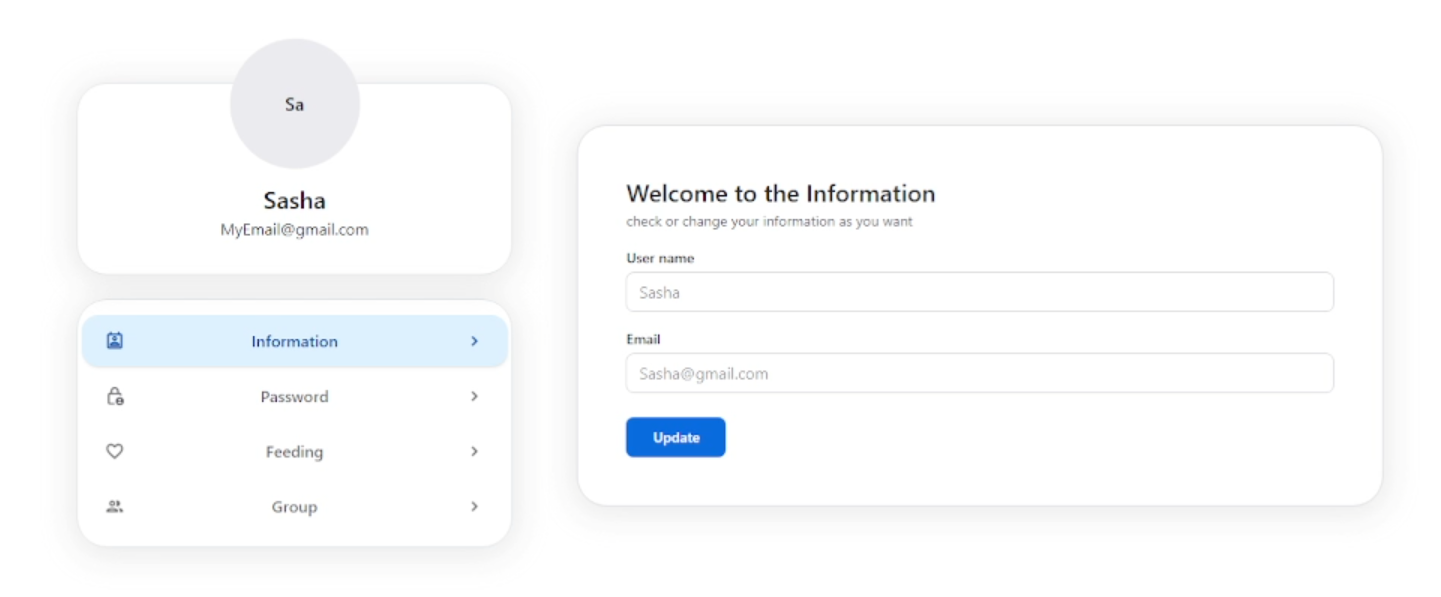 Sa
Sasha
MyEmail@gmail.com
Information
Password
Feeding
Group
Welcome to the Information
check or change your information as you want
User name
Sasha
Email
Sasha@gmail.com
Update